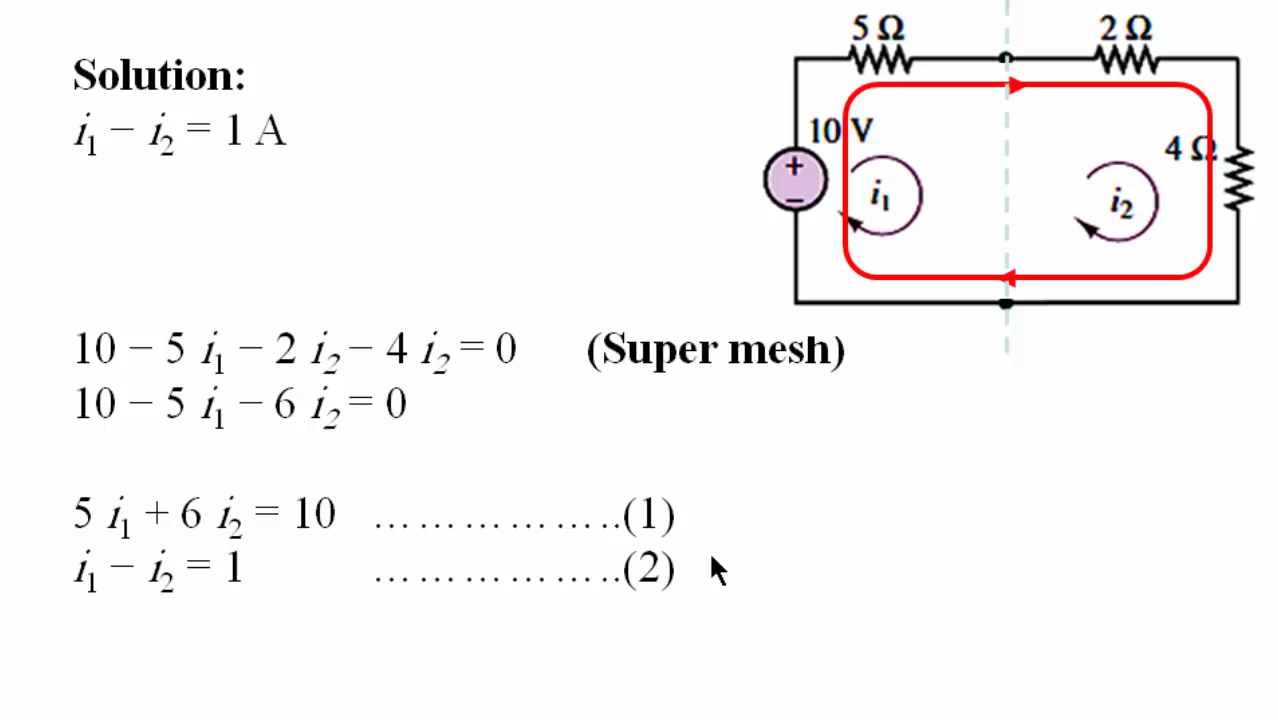 Solution:
i₁ − i₂ = 1 A
5 Ω
2 Ω
10 V
4 Ω
+
−
i₁
i₂
10 − 5 i₁ − 2 i₂ − 4 i₂ = 0 (Super mesh)
10 − 5 i₁ − 6 i₂ = 0
5 i₁ + 6 i₂ = 10 ………………..(1)
i₁ − i₂ = 1 ………………..(2)